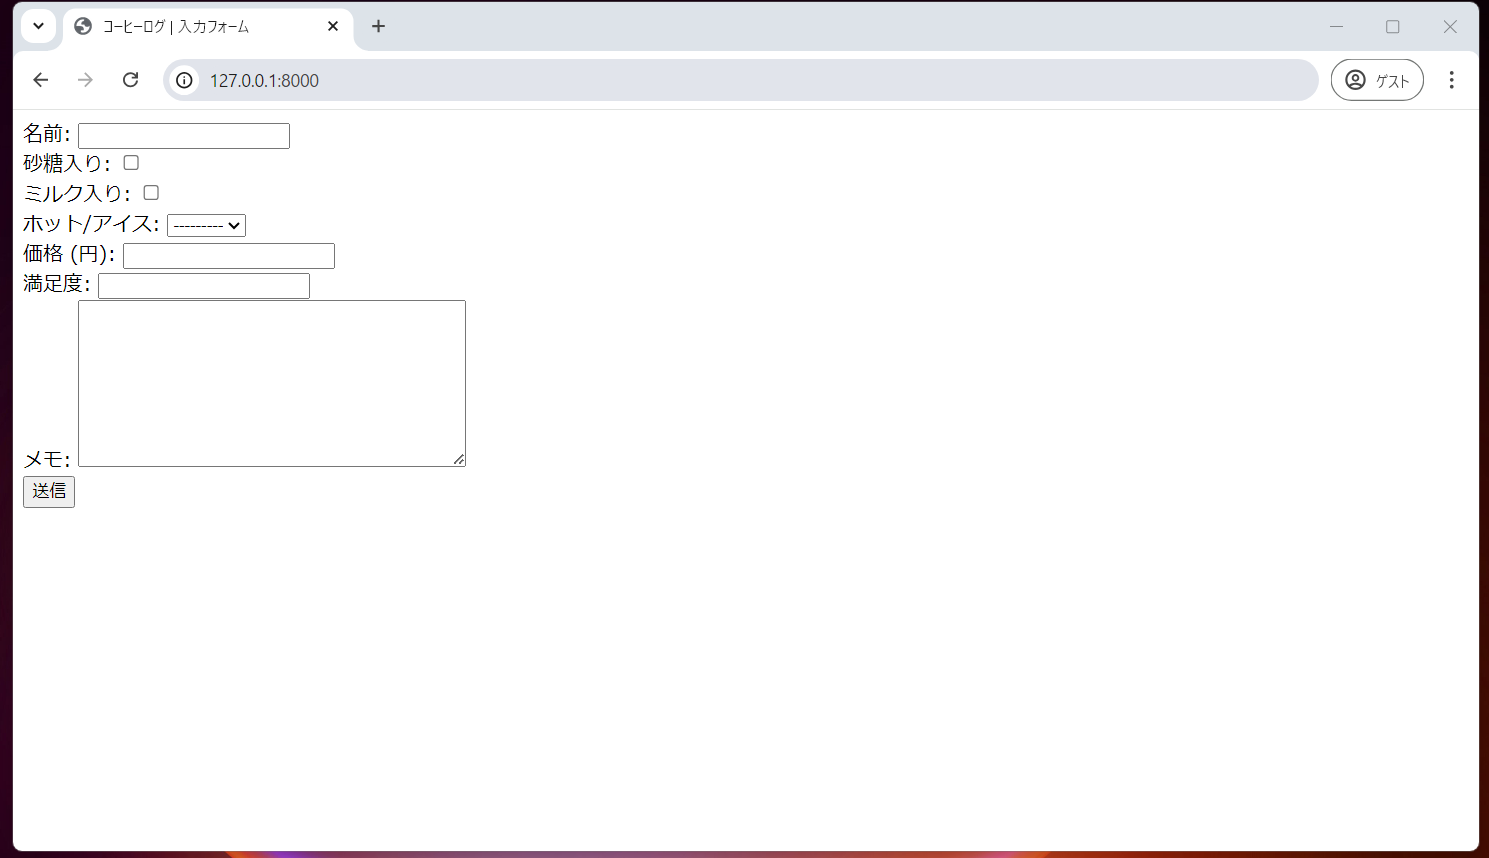 コーヒーログ | 入力フォーム
127.0.0.1:8000
ゲスト
名前:
砂糖入り:
ミルク入り:
ホット/アイス: ---------
価格 (円):
満足度:
メモ:
送信